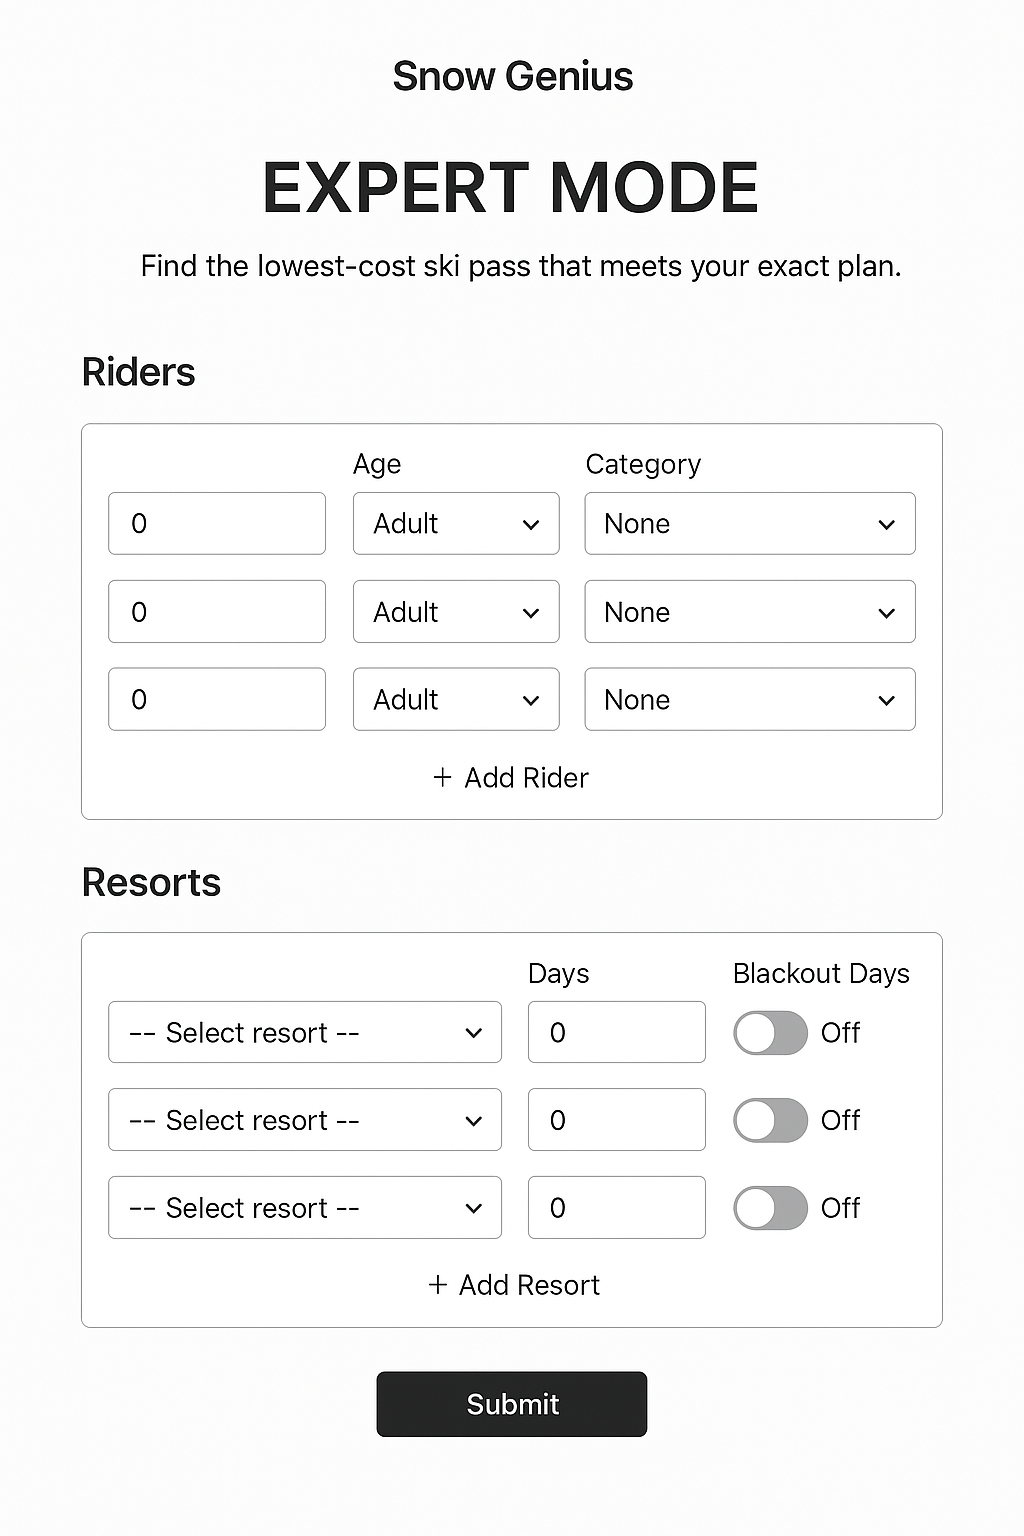 Snow Genius
EXPERT MODE
Find the lowest-cost ski pass that meets your exact plan.
Riders
Age Category
0 Adult None
0 Adult None
0 Adult None
+ Add Rider
Resorts
Days Blackout Days
-- Select resort -- 0 Off
-- Select resort -- 0 Off
-- Select resort -- 0 Off
+ Add Resort
Submit